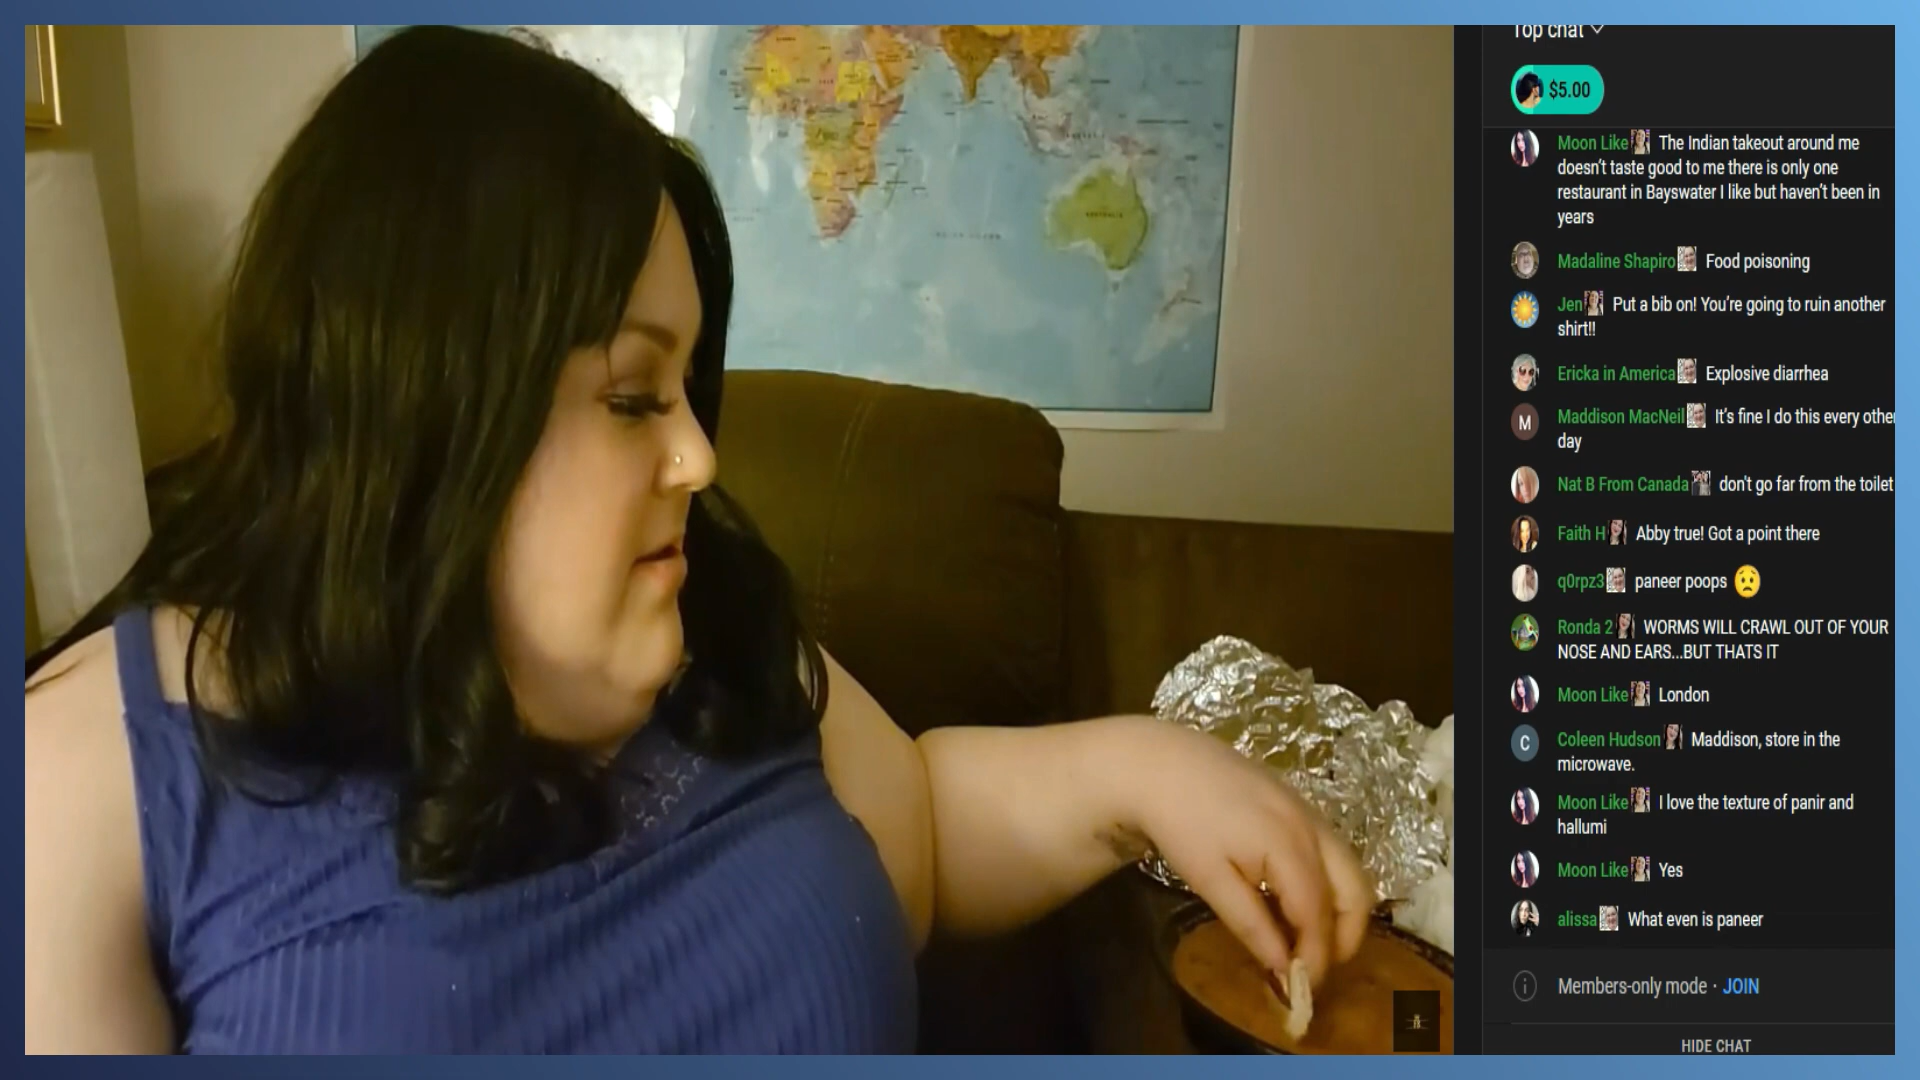 Top chat
$5.00
Moon Like The Indian takeout around me
doesn't taste good to me there is only one
restaurant in Bayswater I like but haven't been in
years
Madaline Shapiro Food poisoning
Jen Put a bib on! You're going to ruin another
shirt!!
Ericka in America Explosive diarrhea
M
Maddison MacNeil It's fine I do this every other
day
Nat B From Canada don't go far from the toilet
Faith H Abby true! Got a point there
q0rpz3 paneer poops 😟
Ronda 2 WORMS WILL CRAWL OUT OF YOUR
NOSE AND EARS...BUT THATS IT
Moon Like London
C
Coleen Hudson Maddison, store in the
microwave.
Moon Like I love the texture of panir and
hallumi
Moon Like Yes
alissa What even is paneer
Members-only mode · JOIN
HIDE CHAT
AUSTRALIA